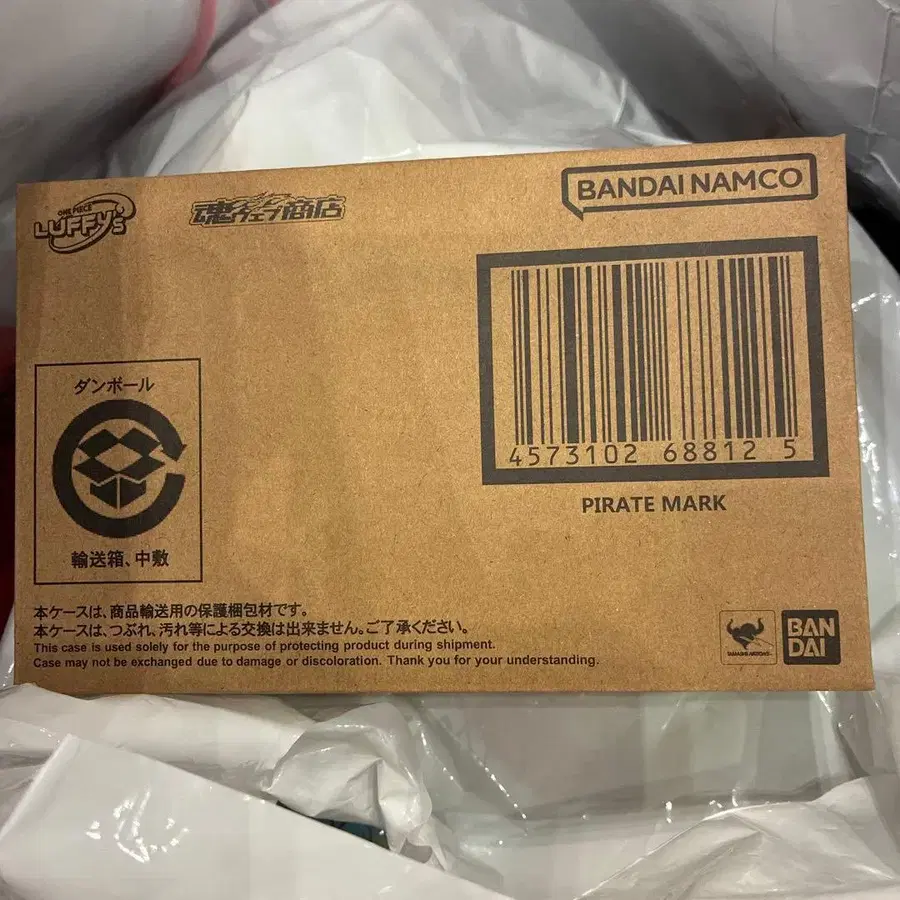 ONE PIECE
LUFFY's
魂ウェブ商店
BANDAI NAMCO
4573102 68812 5
PIRATE MARK
ダンボール
輸送箱、中敷
本ケースは、商品輸送用の保護梱包材です。
本ケースは、つぶれ、汚れ等による交換は出来ません。ご了承ください。
This case is used solely for the purpose of protecting product during shipment.
Case may not be exchanged due to damage or discoloration. Thank you for your understanding.
TAMASHII NATIONS
BAN
DAI